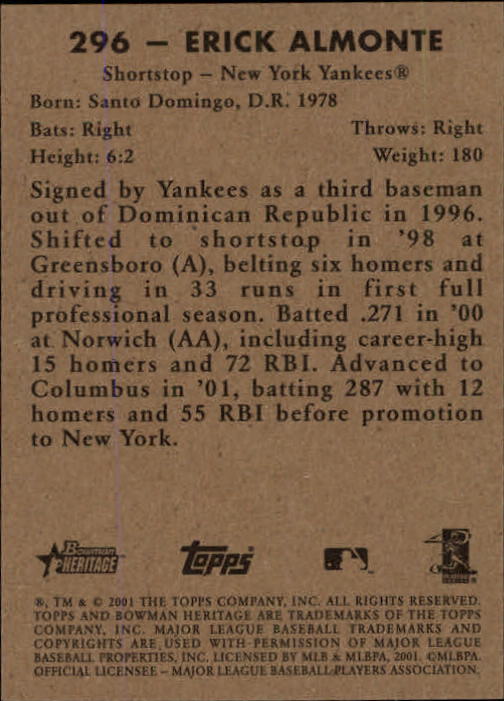 296 – ERICK ALMONTE
Shortstop – New York Yankees®
Born: Santo Domingo, D.R. 1978
Bats: Right Throws: Right
Height: 6:2 Weight: 180
Signed by Yankees as a third baseman
out of Dominican Republic in 1996.
Shifted to shortstop in '98 at
Greensboro (A), belting six homers and
driving in 33 runs in first full
professional season. Batted .271 in '00
at Norwich (AA), including career-high
15 homers and 72 RBI. Advanced to
Columbus in '01, batting 287 with 12
homers and 55 RBI before promotion
to New York.
Bowman
HERITAGE
Topps
®, TM & © 2001 THE TOPPS COMPANY, INC. ALL RIGHTS RESERVED.
TOPPS AND BOWMAN HERITAGE ARE TRADEMARKS OF THE TOPPS
COMPANY, INC. MAJOR LEAGUE BASEBALL TRADEMARKS AND
COPYRIGHTS ARE USED WITH PERMISSION OF MAJOR LEAGUE
BASEBALL PROPERTIES, INC. LICENSED BY MLB & MLBPA, 2001. ©MLBPA.
OFFICIAL LICENSEE – MAJOR LEAGUE BASEBALL PLAYERS ASSOCIATION.